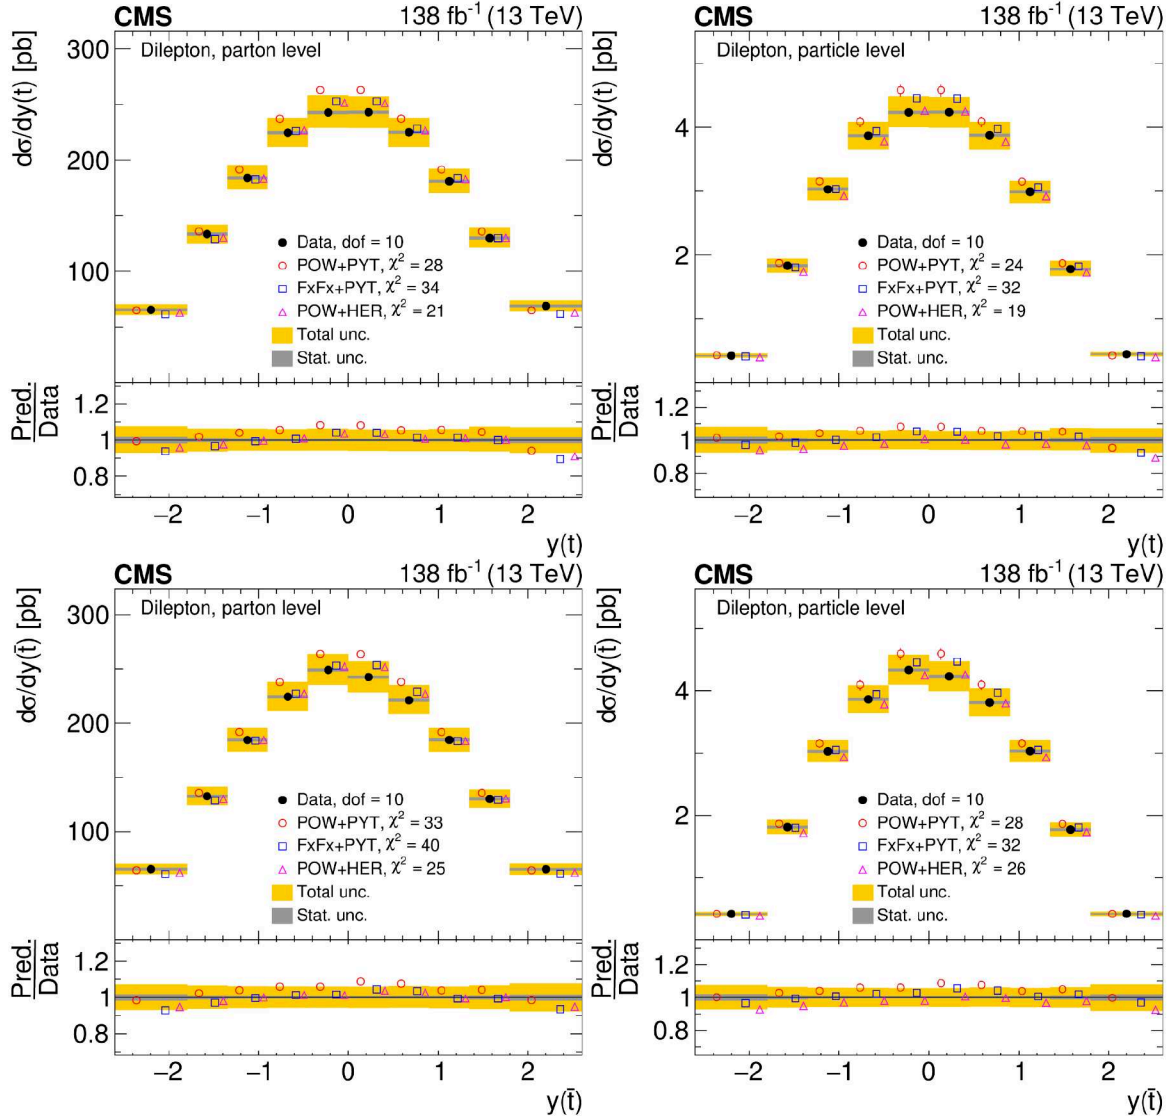 CMS 138 fb⁻¹ (13 TeV)
dσ/dy(t) [pb]
Dilepton, parton level
300
200
100
Data, dof = 10
POW+PYT, χ² = 28
FxFx+PYT, χ² = 34
POW+HER, χ² = 21
Total unc.
Stat. unc.
Pred.
Data
1.2
1
0.8
−2 −1 0 1 2
y(t)
CMS 138 fb⁻¹ (13 TeV)
dσ/dy(t) [pb]
Dilepton, particle level
4
2
Data, dof = 10
POW+PYT, χ² = 24
FxFx+PYT, χ² = 32
POW+HER, χ² = 19
Total unc.
Stat. unc.
Pred.
Data
1.2
1
0.8
−2 −1 0 1 2
y(t)
CMS 138 fb⁻¹ (13 TeV)
dσ/dy(t̄) [pb]
Dilepton, parton level
300
200
100
Data, dof = 10
POW+PYT, χ² = 33
FxFx+PYT, χ² = 40
POW+HER, χ² = 25
Total unc.
Stat. unc.
Pred.
Data
1.2
1
0.8
−2 −1 0 1 2
y(t̄)
CMS 138 fb⁻¹ (13 TeV)
dσ/dy(t̄) [pb]
Dilepton, particle level
4
2
Data, dof = 10
POW+PYT, χ² = 28
FxFx+PYT, χ² = 32
POW+HER, χ² = 26
Total unc.
Stat. unc.
Pred.
Data
1.2
1
0.8
−2 −1 0 1 2
y(t̄)